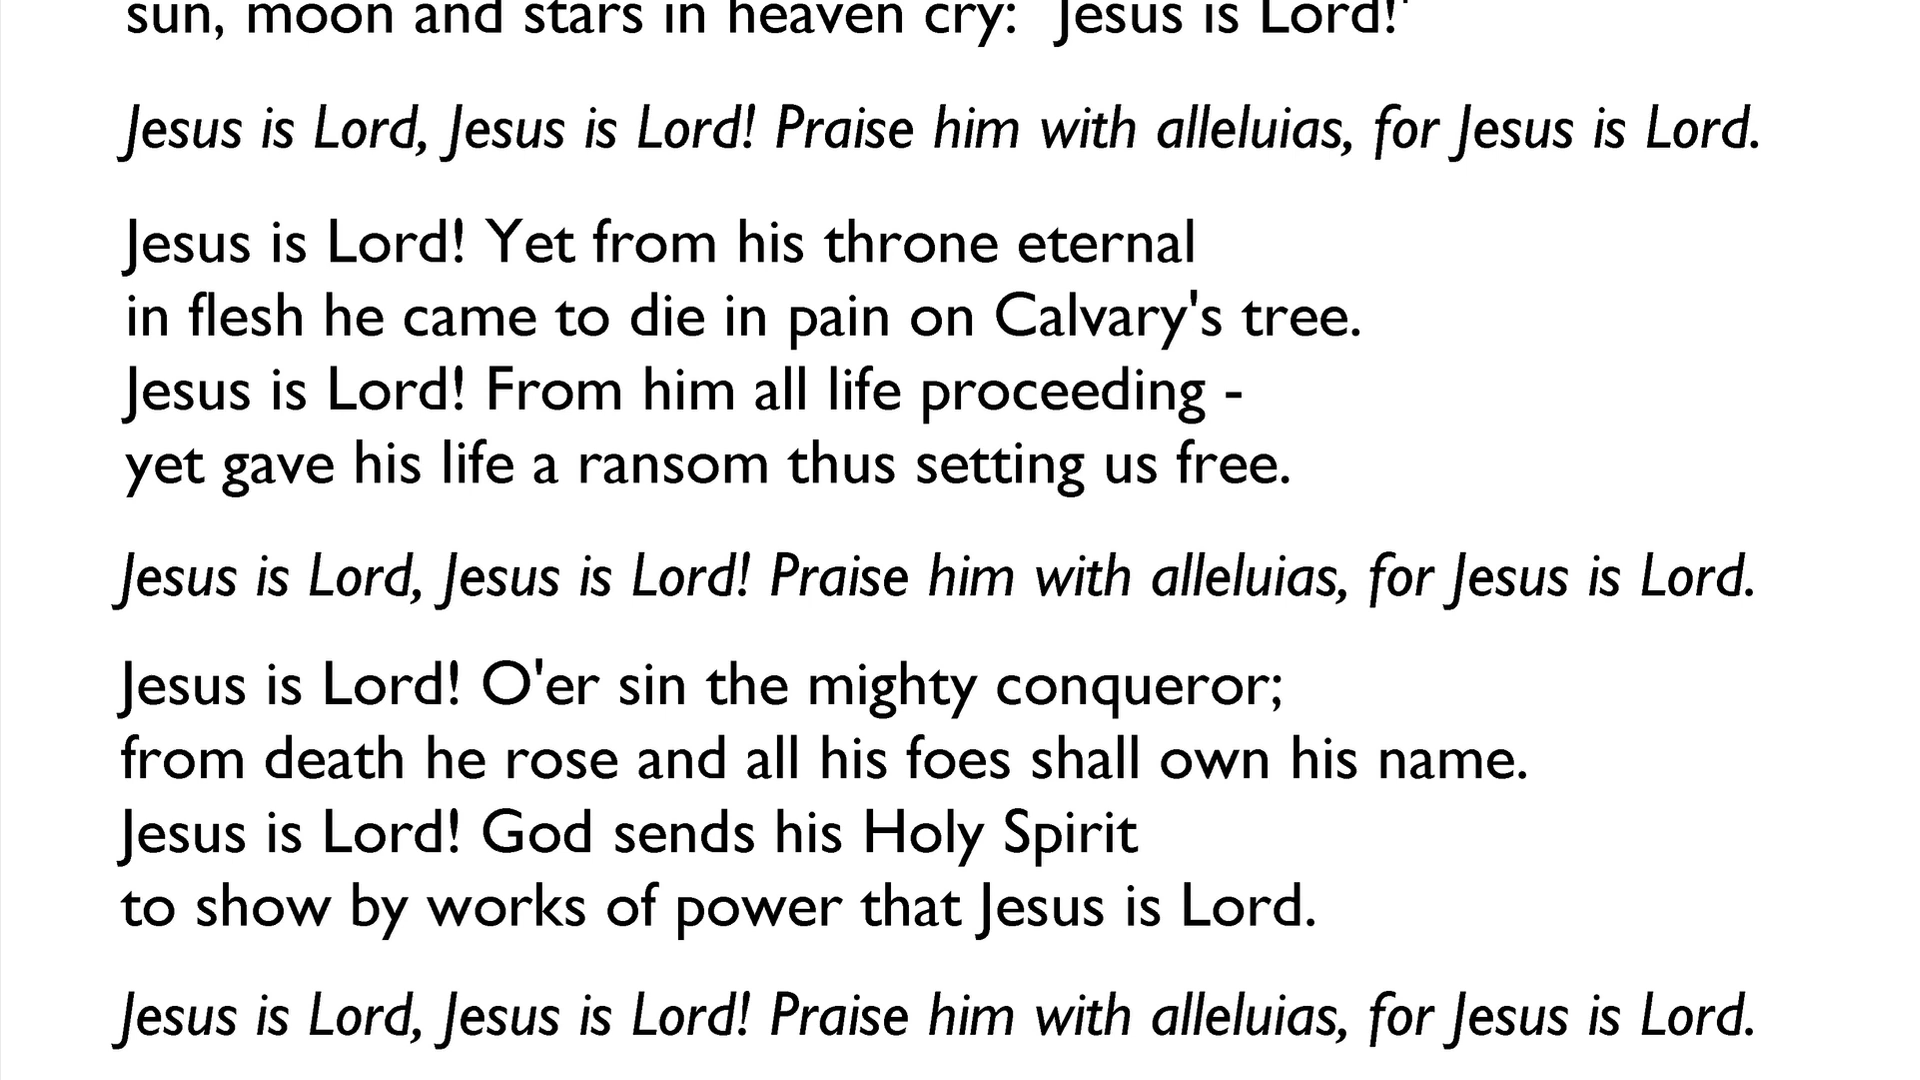 sun, moon and stars in heaven cry: 'Jesus is Lord!'
Jesus is Lord, Jesus is Lord! Praise him with alleluias, for Jesus is Lord.
Jesus is Lord! Yet from his throne eternal
in flesh he came to die in pain on Calvary's tree.
Jesus is Lord! From him all life proceeding -
yet gave his life a ransom thus setting us free.
Jesus is Lord, Jesus is Lord! Praise him with alleluias, for Jesus is Lord.
Jesus is Lord! O'er sin the mighty conqueror;
from death he rose and all his foes shall own his name.
Jesus is Lord! God sends his Holy Spirit
to show by works of power that Jesus is Lord.
Jesus is Lord, Jesus is Lord! Praise him with alleluias, for Jesus is Lord.